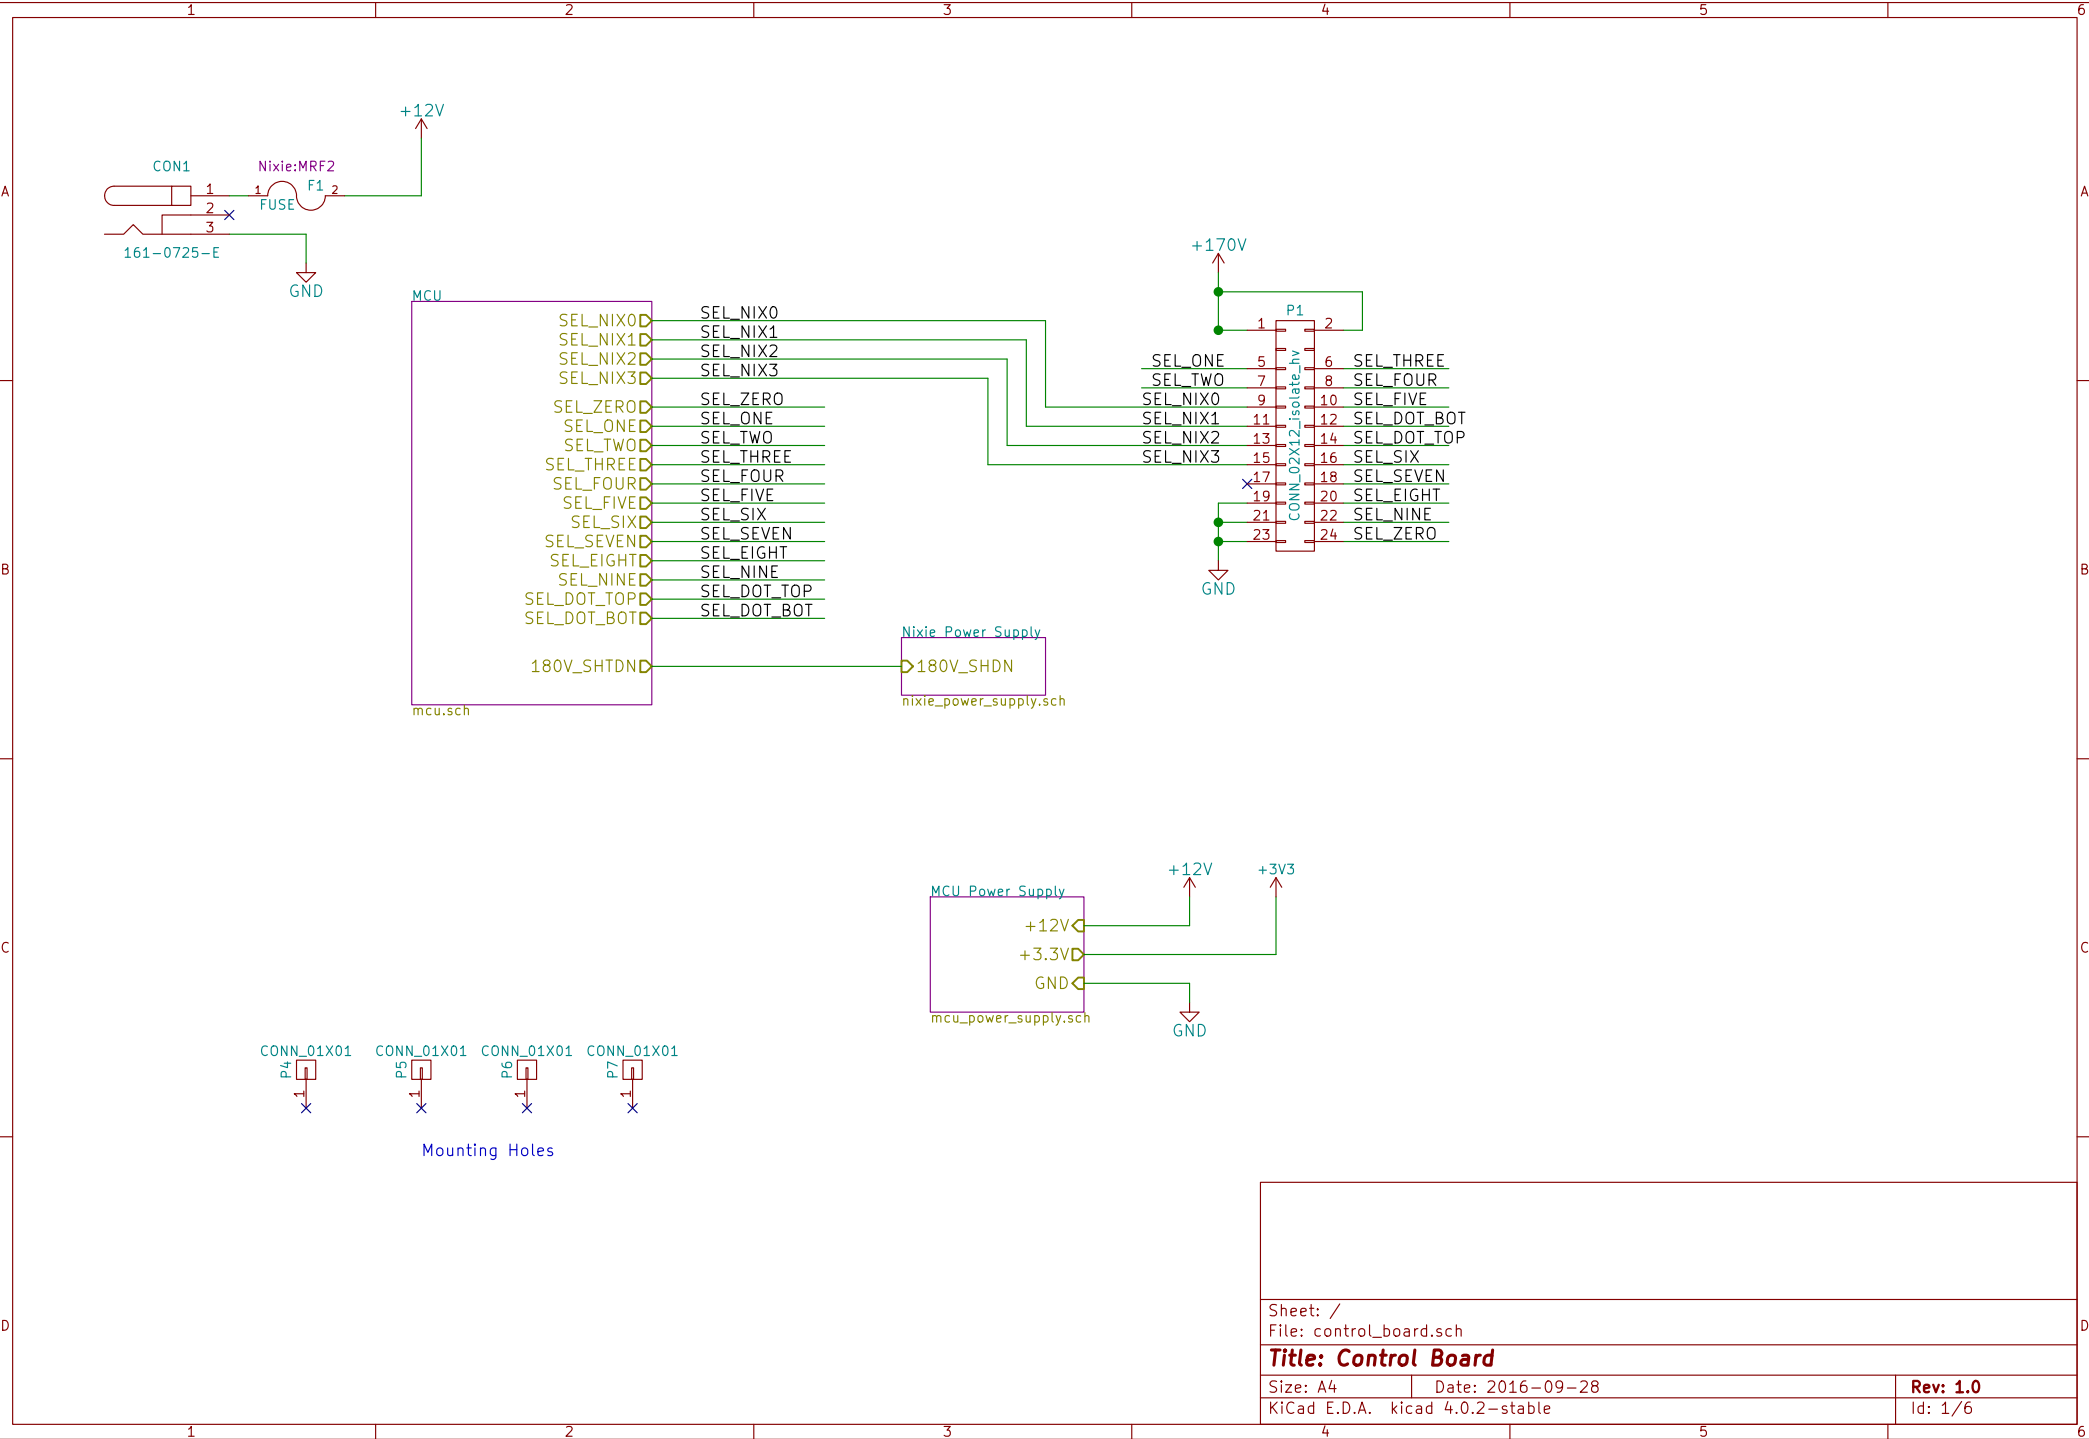 1 2 3 4 5 6
+12V
CON1
Nixie:MRF2
F1
1
1
2
FUSE
2
3
161-0725-E
GND
A A
+170V
P1
1 2
CONN_02X12_isolate_hv
SEL_ONE 5 6 SEL_THREE
SEL_TWO 7 8 SEL_FOUR
SEL_NIX0 9 10 SEL_FIVE
SEL_NIX1 11 12 SEL_DOT_BOT
SEL_NIX2 13 14 SEL_DOT_TOP
SEL_NIX3 15 16 SEL_SIX
17 18 SEL_SEVEN
19 20 SEL_EIGHT
21 22 SEL_NINE
23 24 SEL_ZERO
GND
MCU
SEL_NIX0 SEL_NIX0
SEL_NIX1 SEL_NIX1
SEL_NIX2 SEL_NIX2
SEL_NIX3 SEL_NIX3
SEL_ZERO SEL_ZERO
SEL_ONE SEL_ONE
SEL_TWO SEL_TWO
SEL_THREE SEL_THREE
SEL_FOUR SEL_FOUR
SEL_FIVE SEL_FIVE
SEL_SIX SEL_SIX
SEL_SEVEN SEL_SEVEN
SEL_EIGHT SEL_EIGHT
SEL_NINE SEL_NINE
SEL_DOT_TOP SEL_DOT_TOP
SEL_DOT_BOT SEL_DOT_BOT
180V_SHTDN
mcu.sch
B B
Nixie Power Supply
180V_SHDN
nixie_power_supply.sch
+12V
+3V3
MCU Power Supply
+12V
+3.3V
GND
mcu_power_supply.sch
GND
C C
CONN_01X01 CONN_01X01 CONN_01X01 CONN_01X01
P4 P5 P6 P7
1 1 1 1
Mounting Holes
D D
Sheet: /
File: control_board.sch
Title: Control Board
Size: A4 Date: 2016-09-28 Rev: 1.0
KiCad E.D.A. kicad 4.0.2-stable Id: 1/6
1 2 3 4 5 6